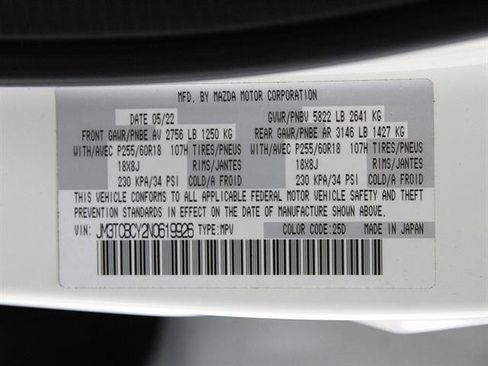 MFD. BY MAZDA MOTOR CORPORATION
DATE 05/22 GVWR/PNBV 5822 LB 2641 KG
FRONT GAWR/PNBE AV 2756 LB 1250 KG REAR GAWR/PNBE AR 3146 LB 1427 KG
WITH/AVEC P255/60R18 107H TIRES/PNEUS WITH/AVEC P255/60R18 107H TIRES/PNEUS
18X8J RIMS/JANTES 18X8J RIMS/JANTES
230 KPA/34 PSI COLD/A FROID 230 KPA/34 PSI COLD/A FROID
THIS VEHICLE CONFORMS TO ALL APPLICABLE FEDERAL MOTOR VEHICLE SAFETY AND THEFT
PREVENTION STANDARDS IN EFFECT ON THE DATE OF MANUFACTURE SHOWN ABOVE.
VIN: JM3TCBCY2N0619926 TYPE:MPV COLOR CODE:25D MADE IN JAPAN